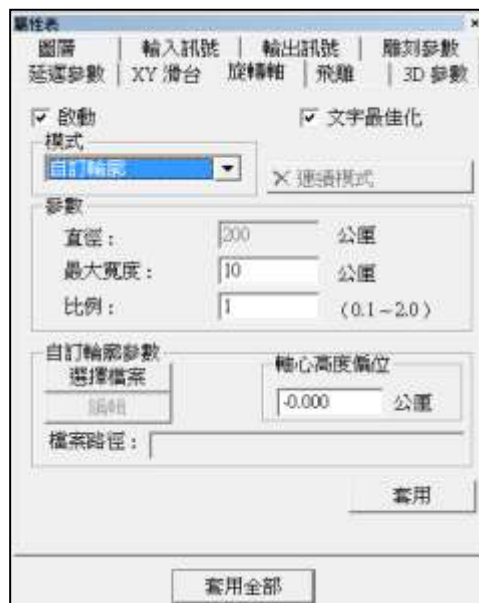 屬性表
圖層 輸入訊號 輸出訊號 雕刻參數
延遲參數 XY 滑台 旋轉軸 飛雕 3D 參數
啟動 文字最佳化
模式
自訂輪廓
連續模式
參數
直徑： 200 公厘
最大寬度： 10 公厘
比例： 1 (0.1~2.0)
自訂輪廓參數
選擇檔案
編輯
軸心高度偏位
-0.000 公厘
檔案路徑：
套用
套用全部